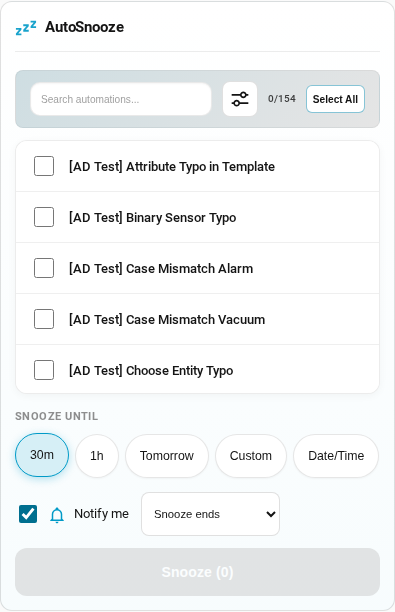 zzz AutoSnooze
Search automations... 0/154 Select All
[AD Test] Attribute Typo in Template
[AD Test] Binary Sensor Typo
[AD Test] Case Mismatch Alarm
[AD Test] Case Mismatch Vacuum
[AD Test] Choose Entity Typo
SNOOZE UNTIL
30m 1h Tomorrow Custom Date/Time
Notify me Snooze ends
Snooze (0)